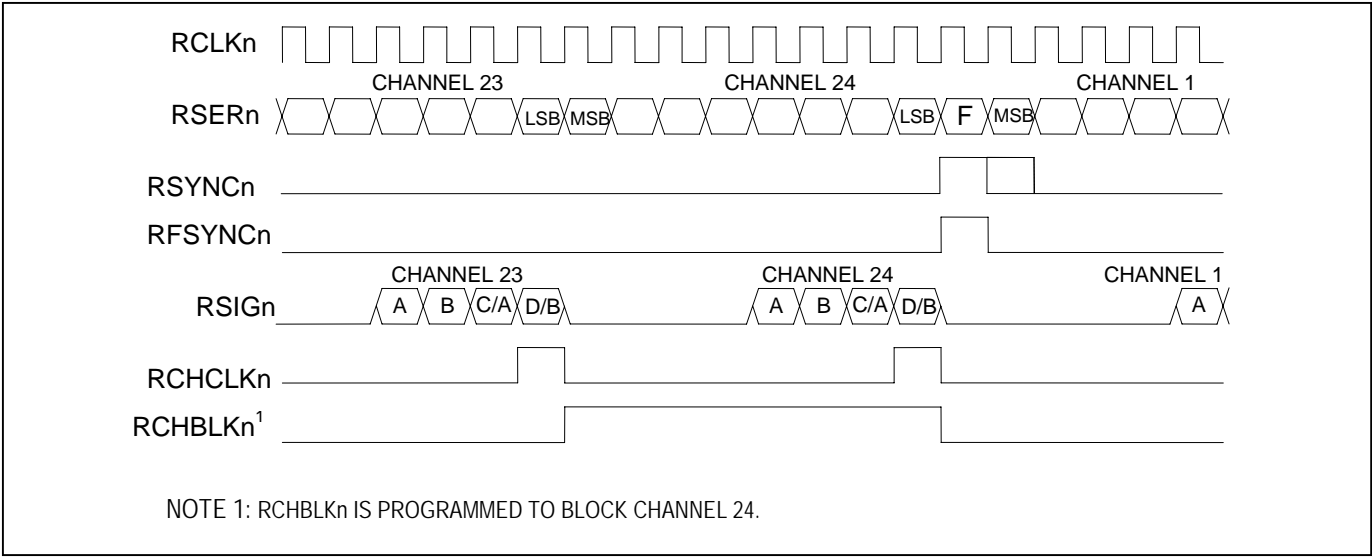 RCLKn
CHANNEL 23 CHANNEL 24 CHANNEL 1
RSERn LSB MSB LSB F MSB
RSYNCn
RFSYNCn
CHANNEL 23 CHANNEL 24 CHANNEL 1
RSIGn A B C/A D/B A B C/A D/B A
RCHCLKn
RCHBLKn1
NOTE 1: RCHBLKn IS PROGRAMMED TO BLOCK CHANNEL 24.